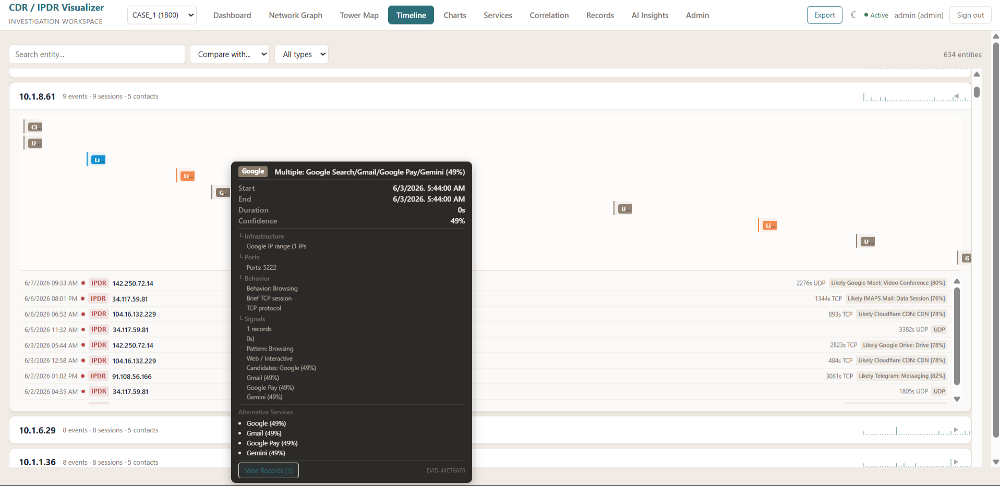 CDR / IPDR Visualizer
INVESTIGATION WORKSPACE
CASE_1 (1800)
Dashboard
Network Graph
Tower Map
Timeline
Charts
Services
Correlation
Records
AI Insights
Admin
Export
Active
admin (admin)
Sign out
Search entity...
Compare with...
All types
634 entities
10.1.8.61 9 events · 9 sessions · 5 contacts
Cl...
U...
Li...
Li...
G...
U...
Li...
U...
G
Google Multiple: Google Search/Gmail/Google Pay/Gemini (49%)
Start 6/3/2026, 5:44:00 AM
End 6/3/2026, 5:44:00 AM
Duration 0s
Confidence 49%
└ Infrastructure
Google IP range (1 IPs
└ Ports
Ports: 5222
└ Behavior
Behavior: Browsing
Brief TCP session
TCP protocol
└ Signals
1 records
0s)
Pattern: Browsing
Web / Interactive
Candidates: Google (49%)
Gmail (49%)
Google Pay (49%)
Gemini (49%)
Alternative Services
• Google (49%)
• Gmail (49%)
• Google Pay (49%)
• Gemini (49%)
View Records (1) EVID-44E76AF0
6/7/2026 09:33 AM IPDR 142.250.72.14 2276s UDP Likely Google Meet: Video Conference [80%]
6/6/2026 08:01 PM IPDR 34.117.59.81 1344s TCP Likely IMAPS Mail: Data Session [76%]
6/6/2026 06:52 AM IPDR 104.16.132.229 893s TCP Likely Cloudflare CDN: CDN [78%]
6/5/2026 11:32 AM IPDR 34.117.59.81 3382s UDP UDP
6/3/2026 05:44 AM IPDR 142.250.72.14 2823s TCP Likely Google Drive: Drive [78%]
6/3/2026 12:58 AM IPDR 104.16.132.229 484s TCP Likely Cloudflare CDN: CDN [78%]
6/2/2026 01:02 PM IPDR 91.108.56.166 3081s TCP Likely Telegram: Messaging [82%]
6/2/2026 04:35 AM IPDR 34.117.59.81 1805s UDP UDP
10.1.6.29 8 events · 8 sessions · 5 contacts
10.1.1.36 8 events · 8 sessions · 5 contacts